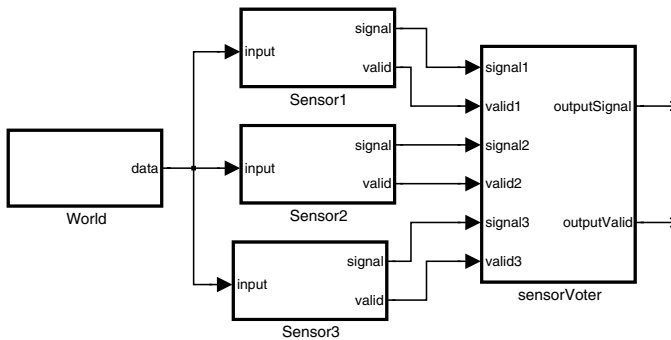 data
World
input
signal
valid
Sensor1
input
signal
valid
Sensor2
input
signal
valid
Sensor3
signal1
valid1
signal2
valid2
signal3
valid3
outputSignal
outputValid
sensorVoter